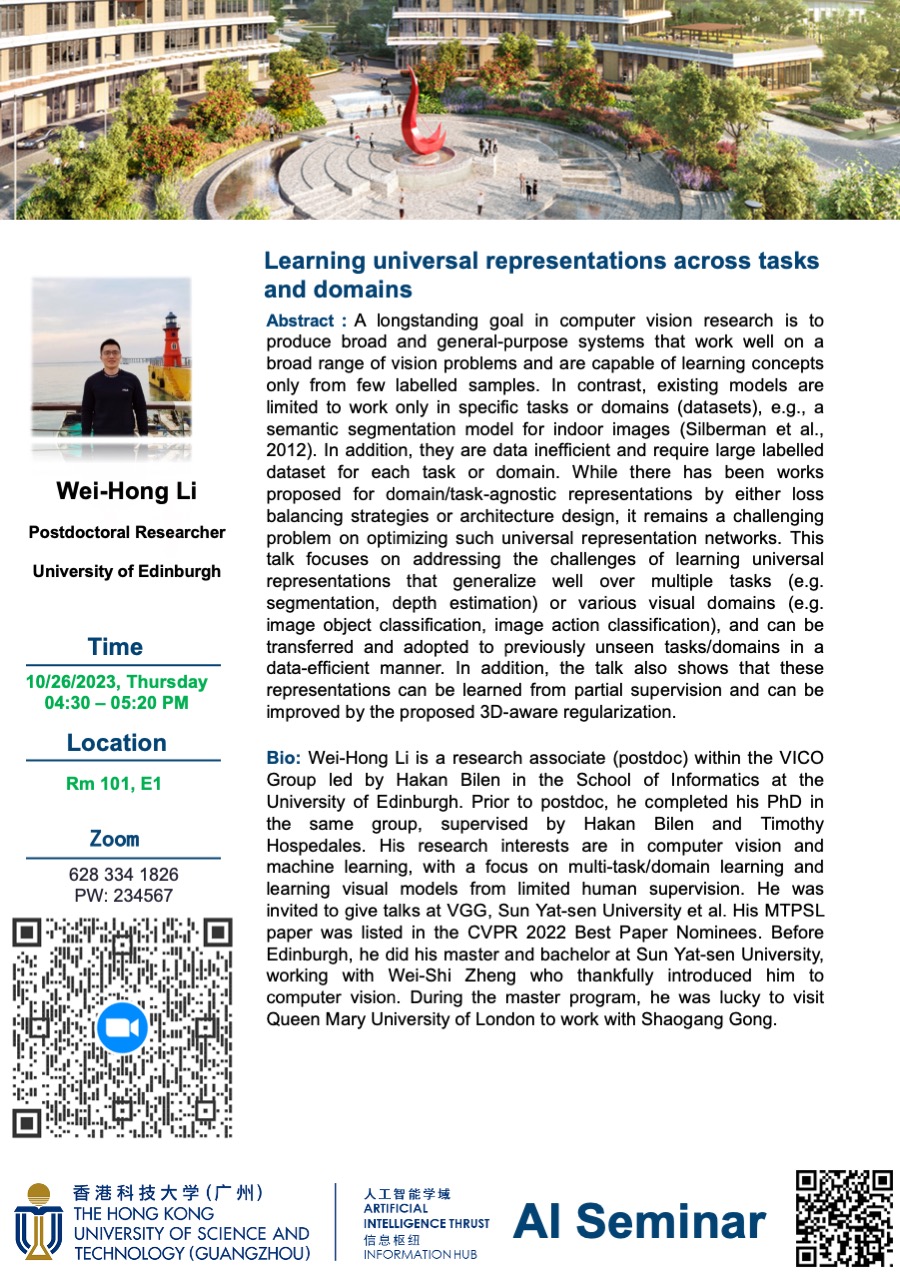 Learning universal representations across tasks
and domains
Abstract : A longstanding goal in computer vision research is to
produce broad and general-purpose systems that work well on a
broad range of vision problems and are capable of learning concepts
only from few labelled samples. In contrast, existing models are
limited to work only in specific tasks or domains (datasets), e.g., a
semantic segmentation model for indoor images (Silberman et al.,
2012). In addition, they are data inefficient and require large labelled
dataset for each task or domain. While there has been works
proposed for domain/task-agnostic representations by either loss
balancing strategies or architecture design, it remains a challenging
problem on optimizing such universal representation networks. This
talk focuses on addressing the challenges of learning universal
representations that generalize well over multiple tasks (e.g.
segmentation, depth estimation) or various visual domains (e.g.
image object classification, image action classification), and can be
transferred and adopted to previously unseen tasks/domains in a
data-efficient manner. In addition, the talk also shows that these
representations can be learned from partial supervision and can be
improved by the proposed 3D-aware regularization.
Bio: Wei-Hong Li is a research associate (postdoc) within the VICO
Group led by Hakan Bilen in the School of Informatics at the
University of Edinburgh. Prior to postdoc, he completed his PhD in
the same group, supervised by Hakan Bilen and Timothy
Hospedales. His research interests are in computer vision and
machine learning, with a focus on multi-task/domain learning and
learning visual models from limited human supervision. He was
invited to give talks at VGG, Sun Yat-sen University et al. His MTPSL
paper was listed in the CVPR 2022 Best Paper Nominees. Before
Edinburgh, he did his master and bachelor at Sun Yat-sen University,
working with Wei-Shi Zheng who thankfully introduced him to
computer vision. During the master program, he was lucky to visit
Queen Mary University of London to work with Shaogang Gong.
Wei-Hong Li
Postdoctoral Researcher
University of Edinburgh
Time
10/26/2023, Thursday
04:30 – 05:20 PM
Location
Rm 101, E1
Zoom
628 334 1826
PW: 234567
香港科技大学(广州)
THE HONG KONG
UNIVERSITY OF SCIENCE AND
TECHNOLOGY (GUANGZHOU)
人工智能学域
ARTIFICIAL
INTELLIGENCE THRUST
信息枢纽
INFORMATION HUB
AI Seminar